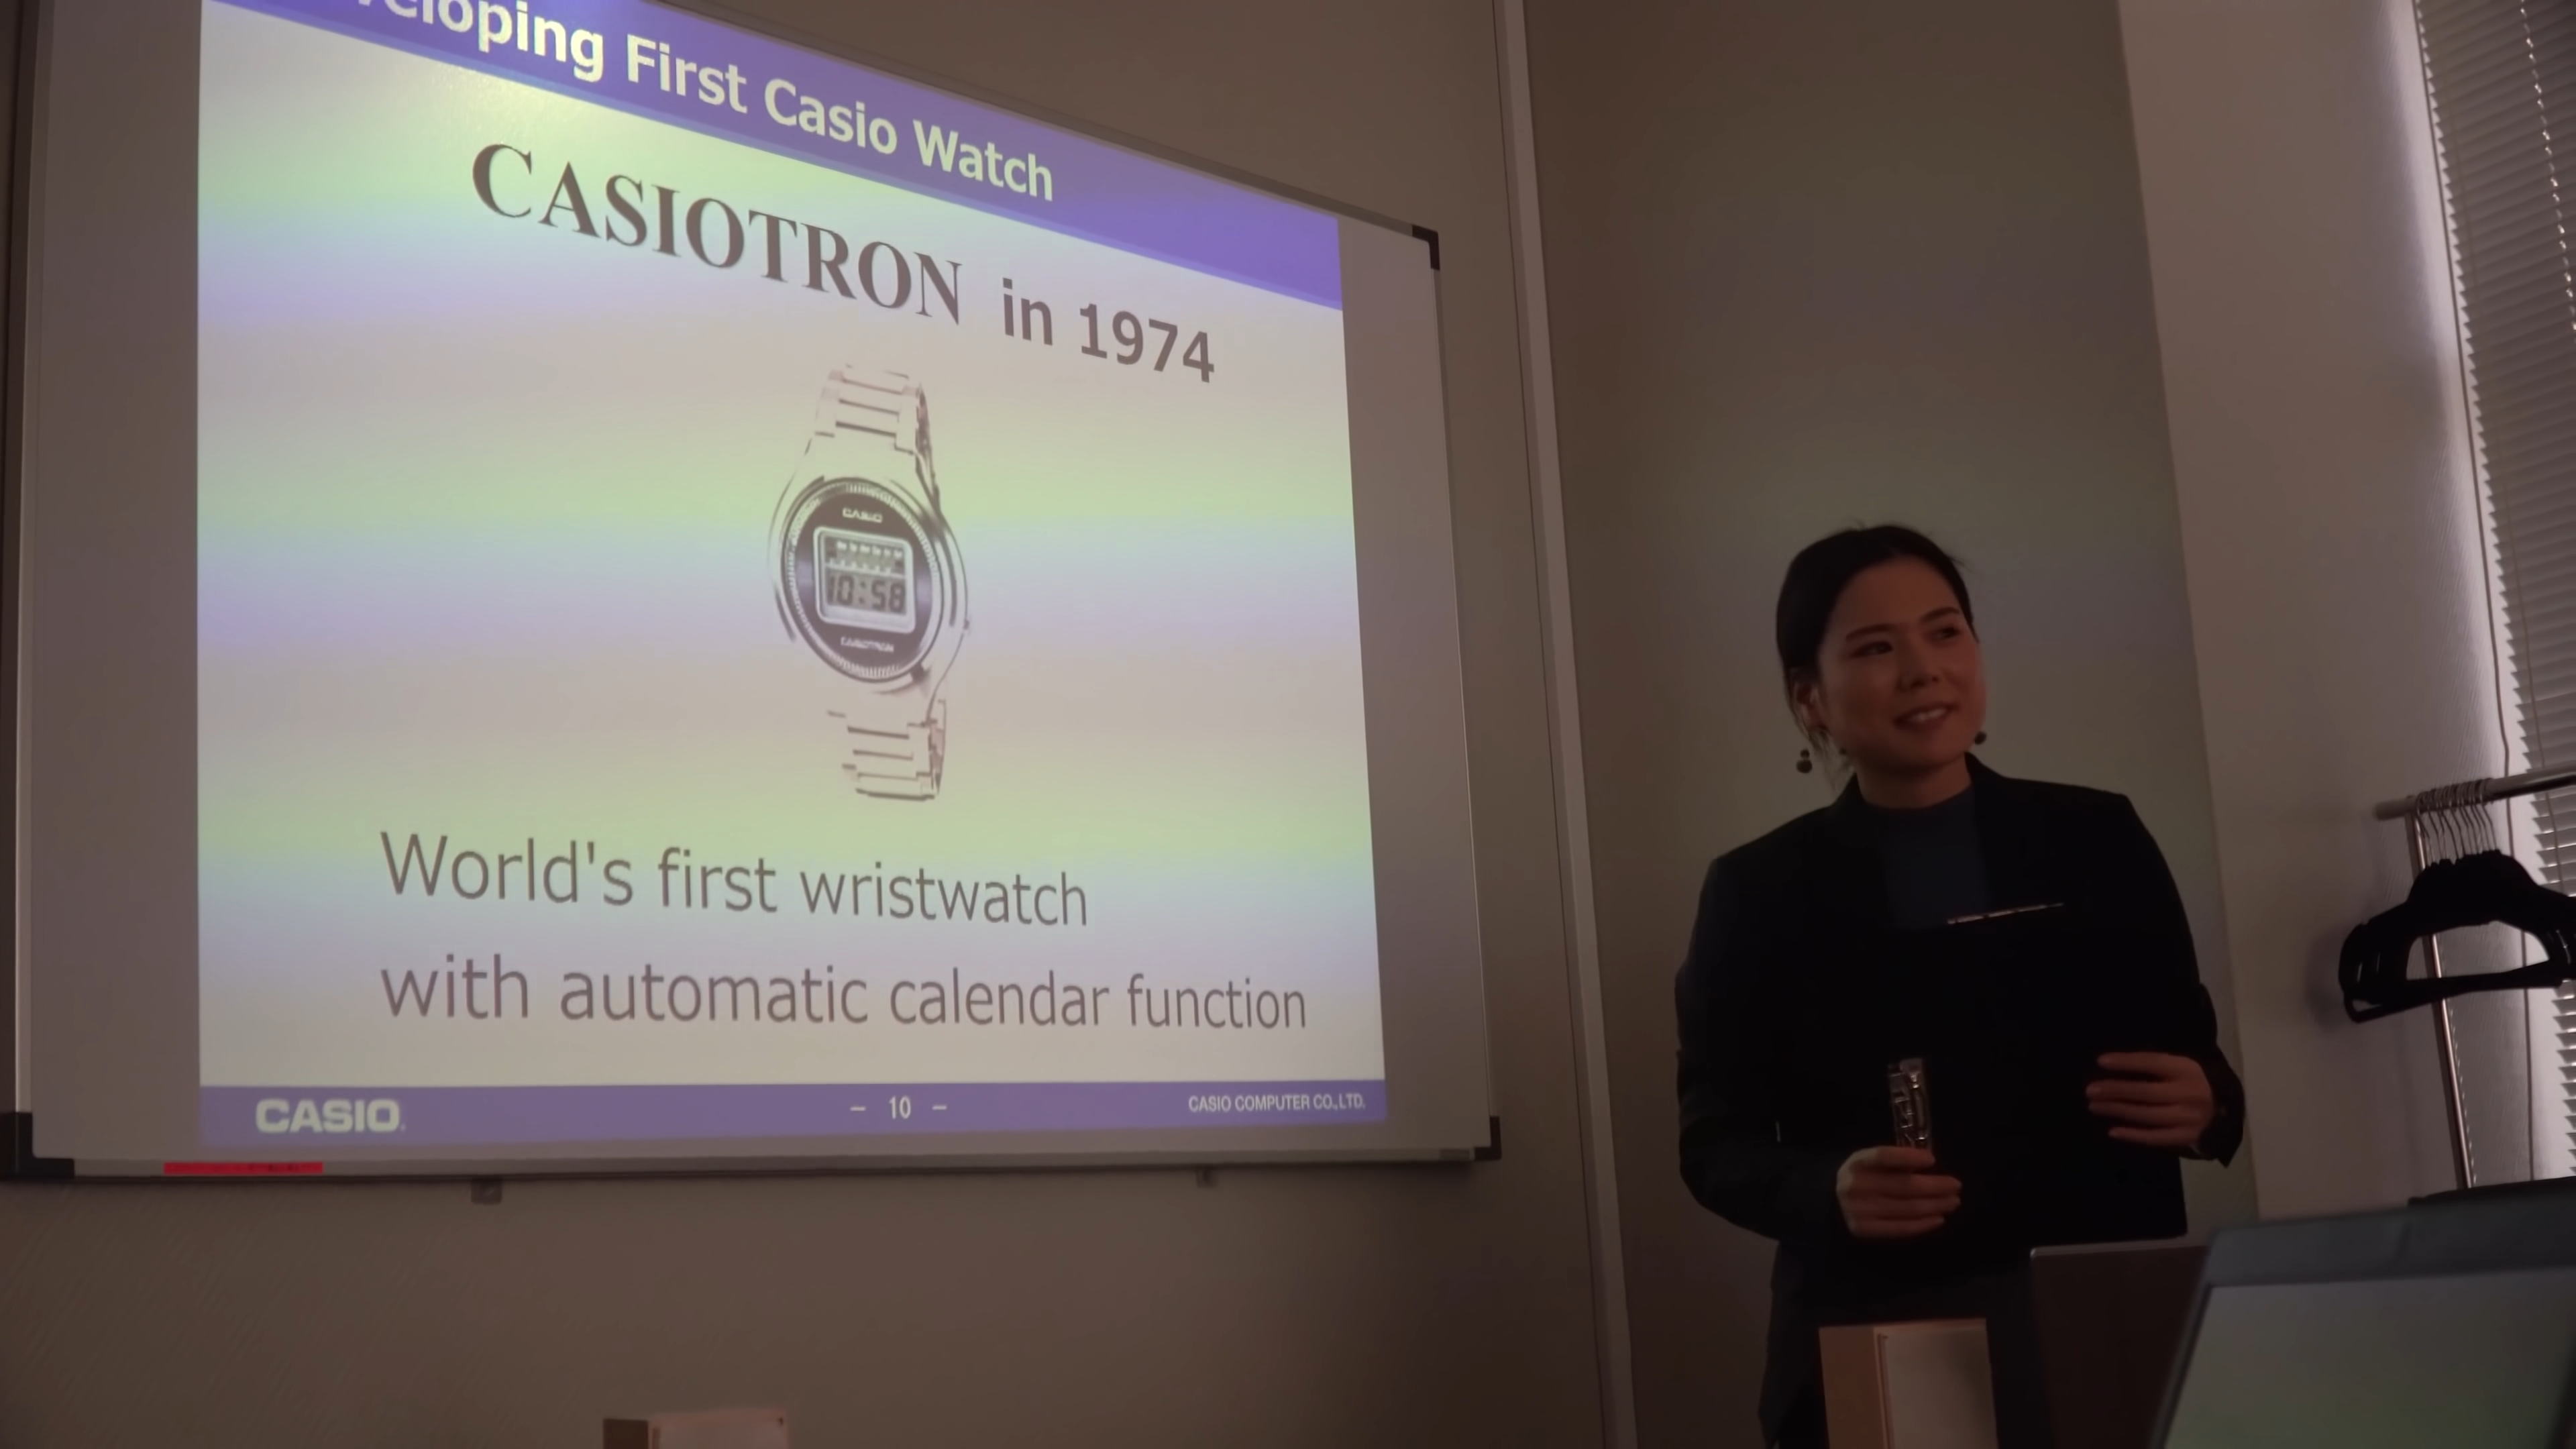 veloping First Casio Watch
CASIOTRON in 1974
CASIO
10:58
CASIOTRON
World's first wristwatch
with automatic calendar function
CASIO
– 10 –
CASIO COMPUTER CO.,LTD.